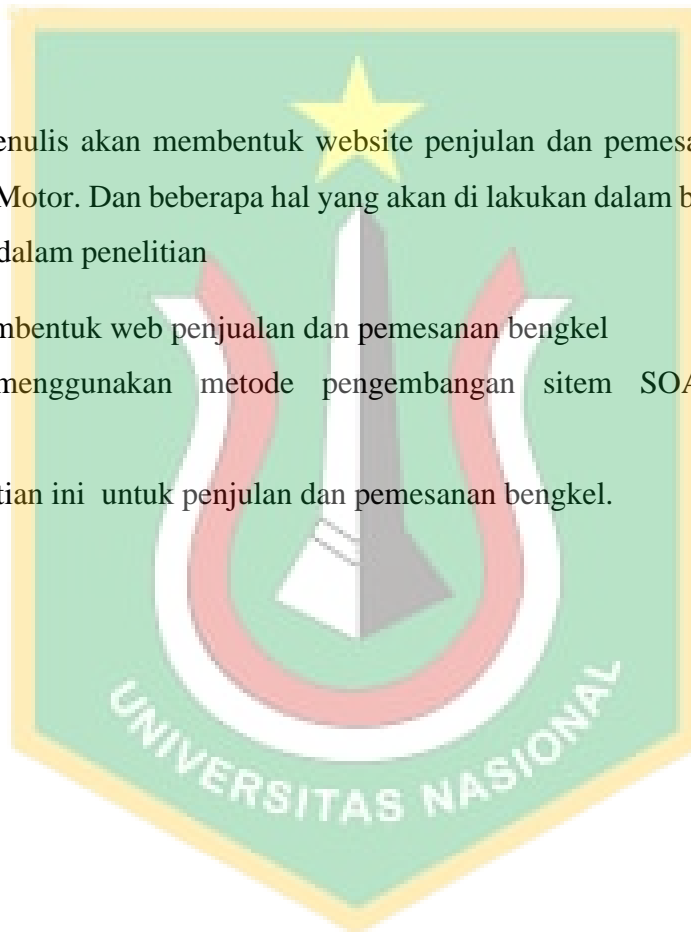 enulis akan membentuk website penjulan dan pemesa
Motor. Dan beberapa hal yang akan di lakukan dalam b
dalam penelitian
mbentuk web penjualan dan pemesanan bengkel
menggunakan metode pengembangan sitem SOA
tian ini untuk penjulan dan pemesanan bengkel.
UNIVERSITAS NASIONAL